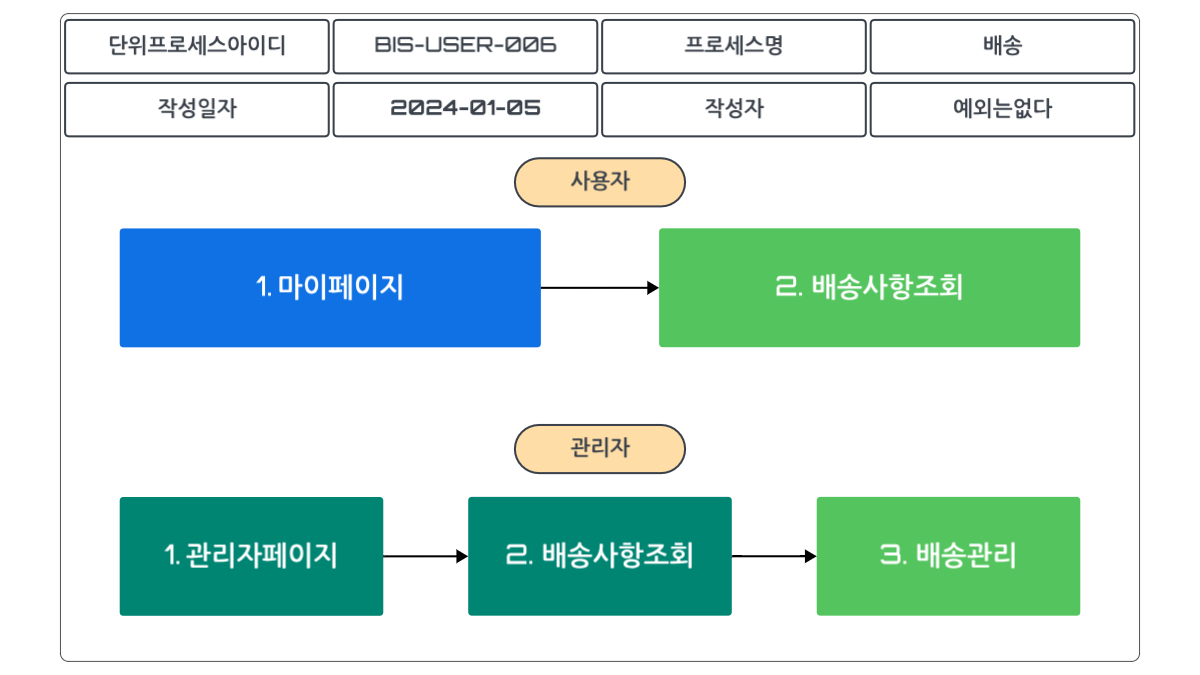 단위프로세스아이디 BIS-USER-006 프로세스명 배송
작성일자 2024-01-05 작성자 예외는없다
사용자
1. 마이페이지 2. 배송사항조회
관리자
1. 관리자페이지 2. 배송사항조회 3. 배송관리